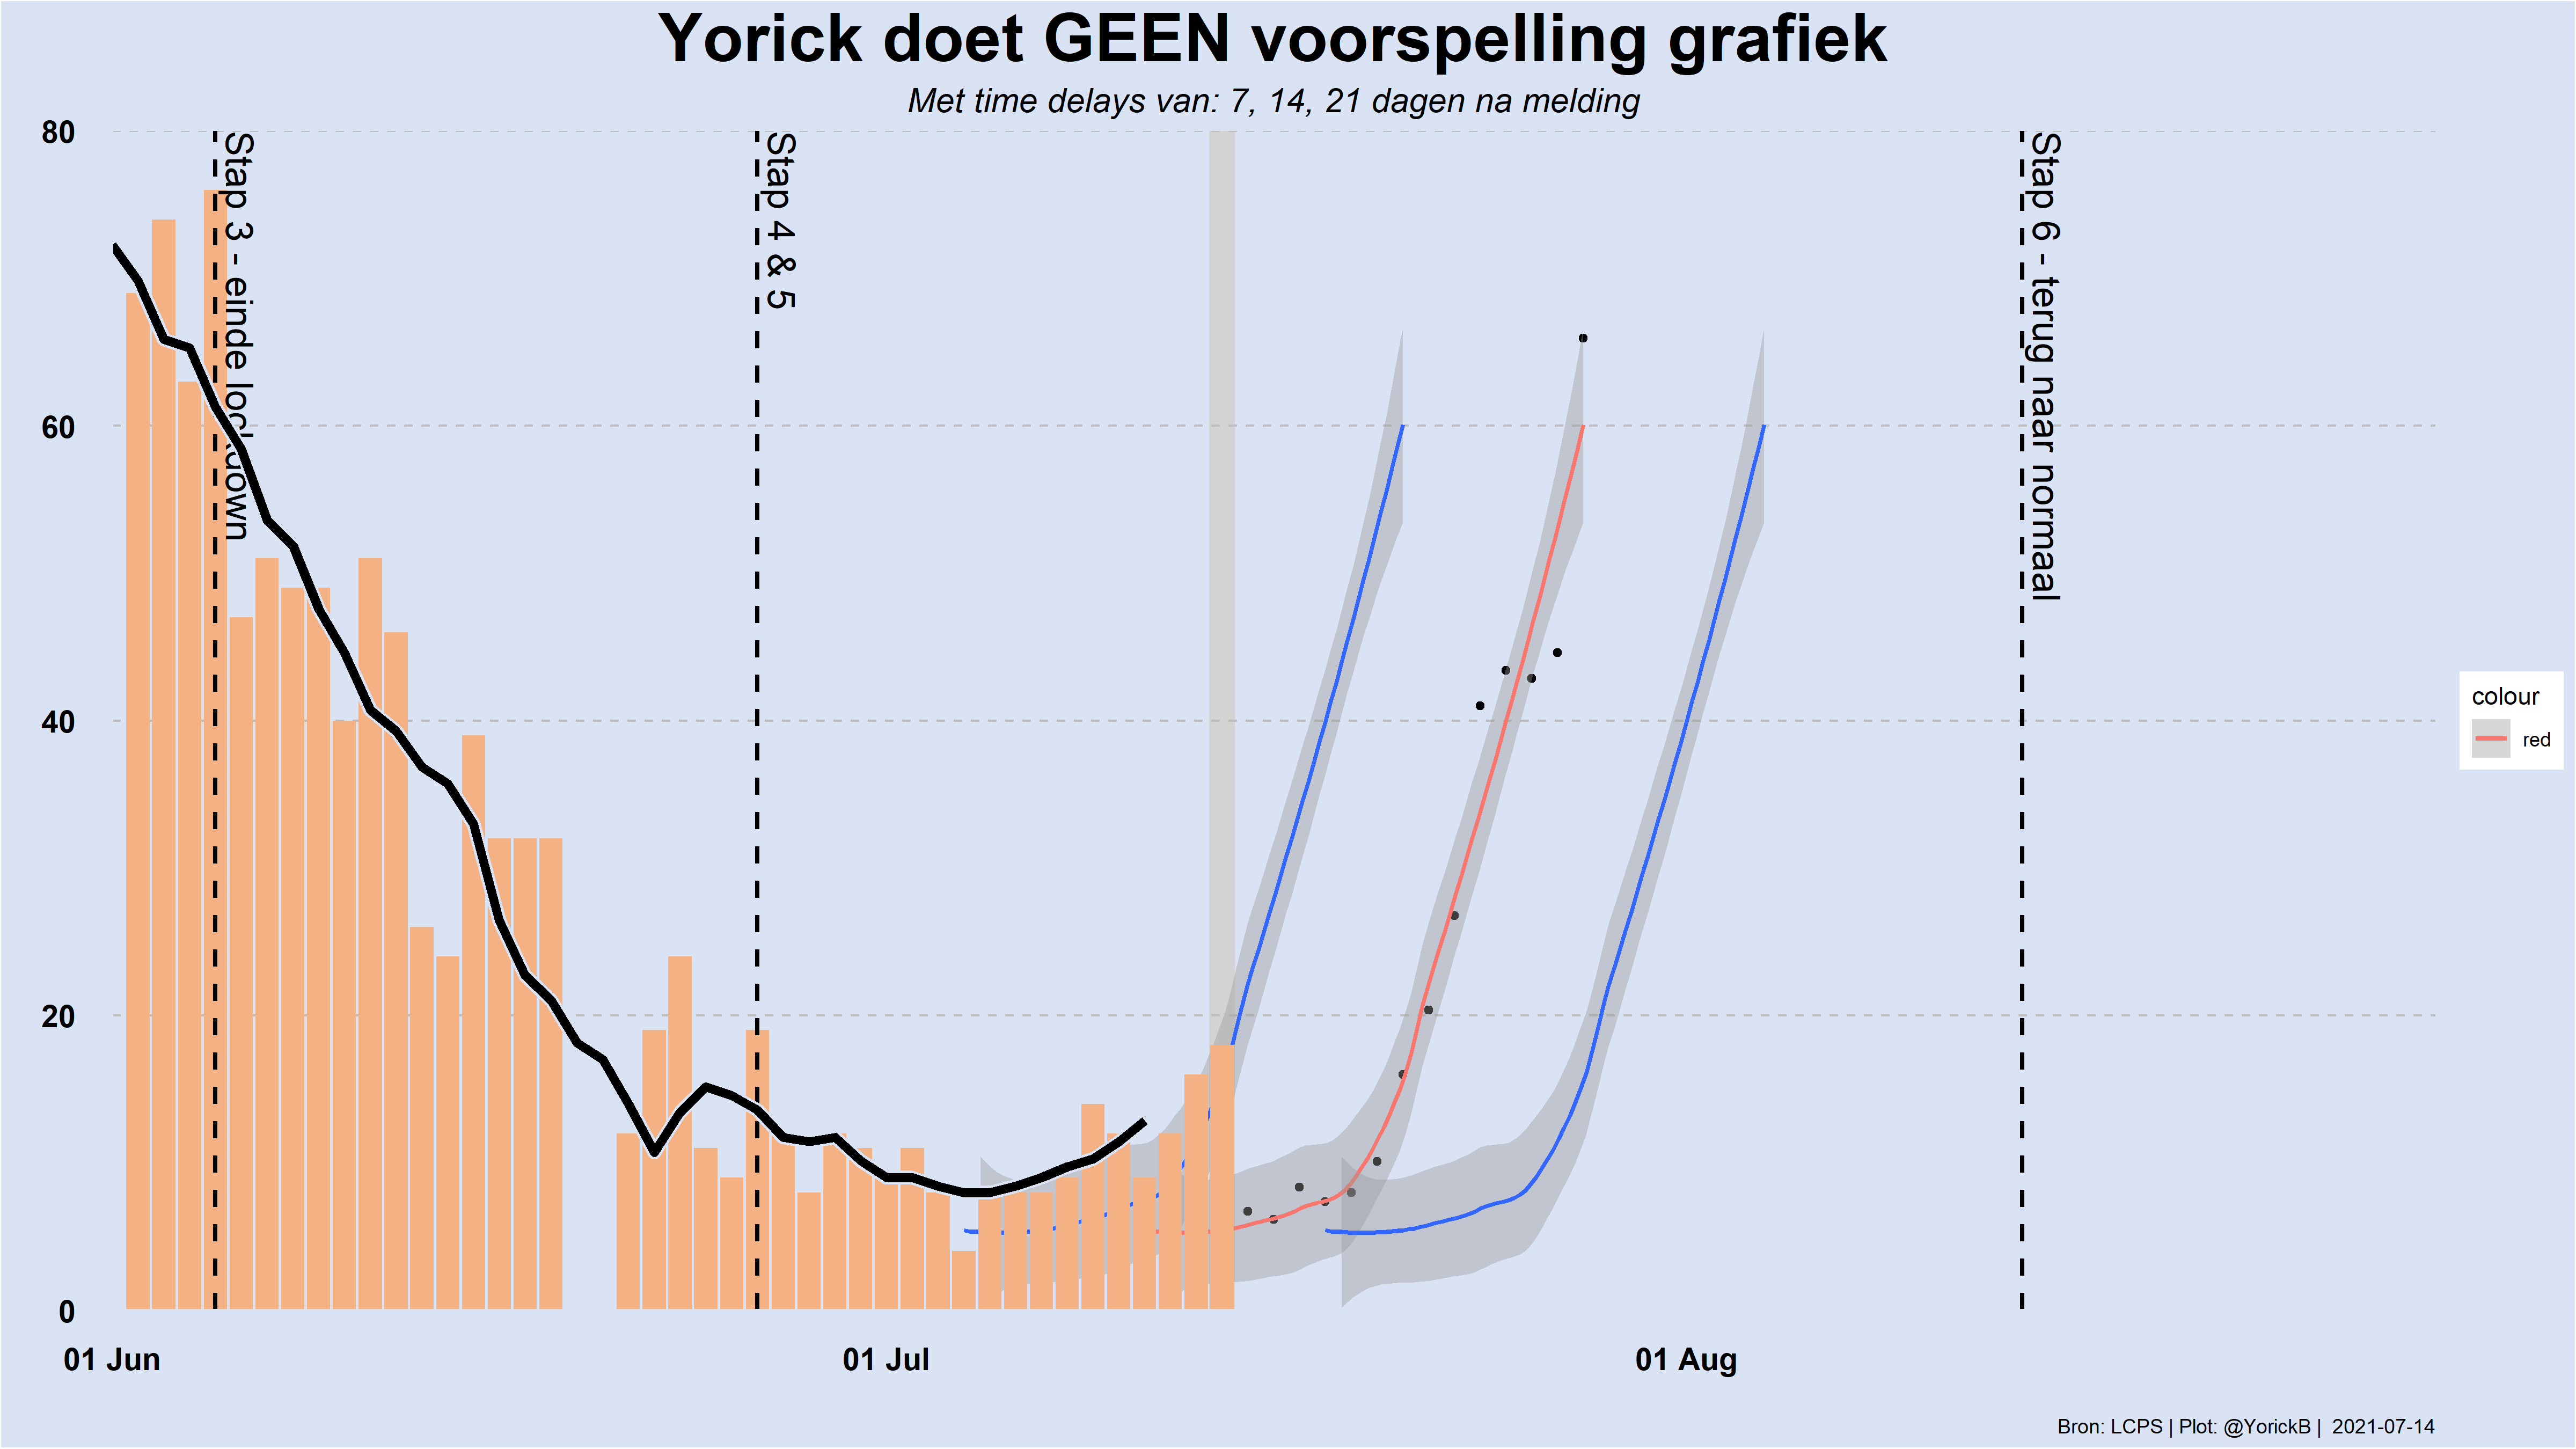 Yorick doet GEEN voorspelling grafiek
Met time delays van: 7, 14, 21 dagen na melding
80
60
40
20
0
Stap 3 - einde lockdown
Stap 4 & 5
Stap 6 - terug naar normaal
colour
red
01 Jun
01 Jul
01 Aug
Bron: LCPS | Plot: @YorickB | 2021-07-14